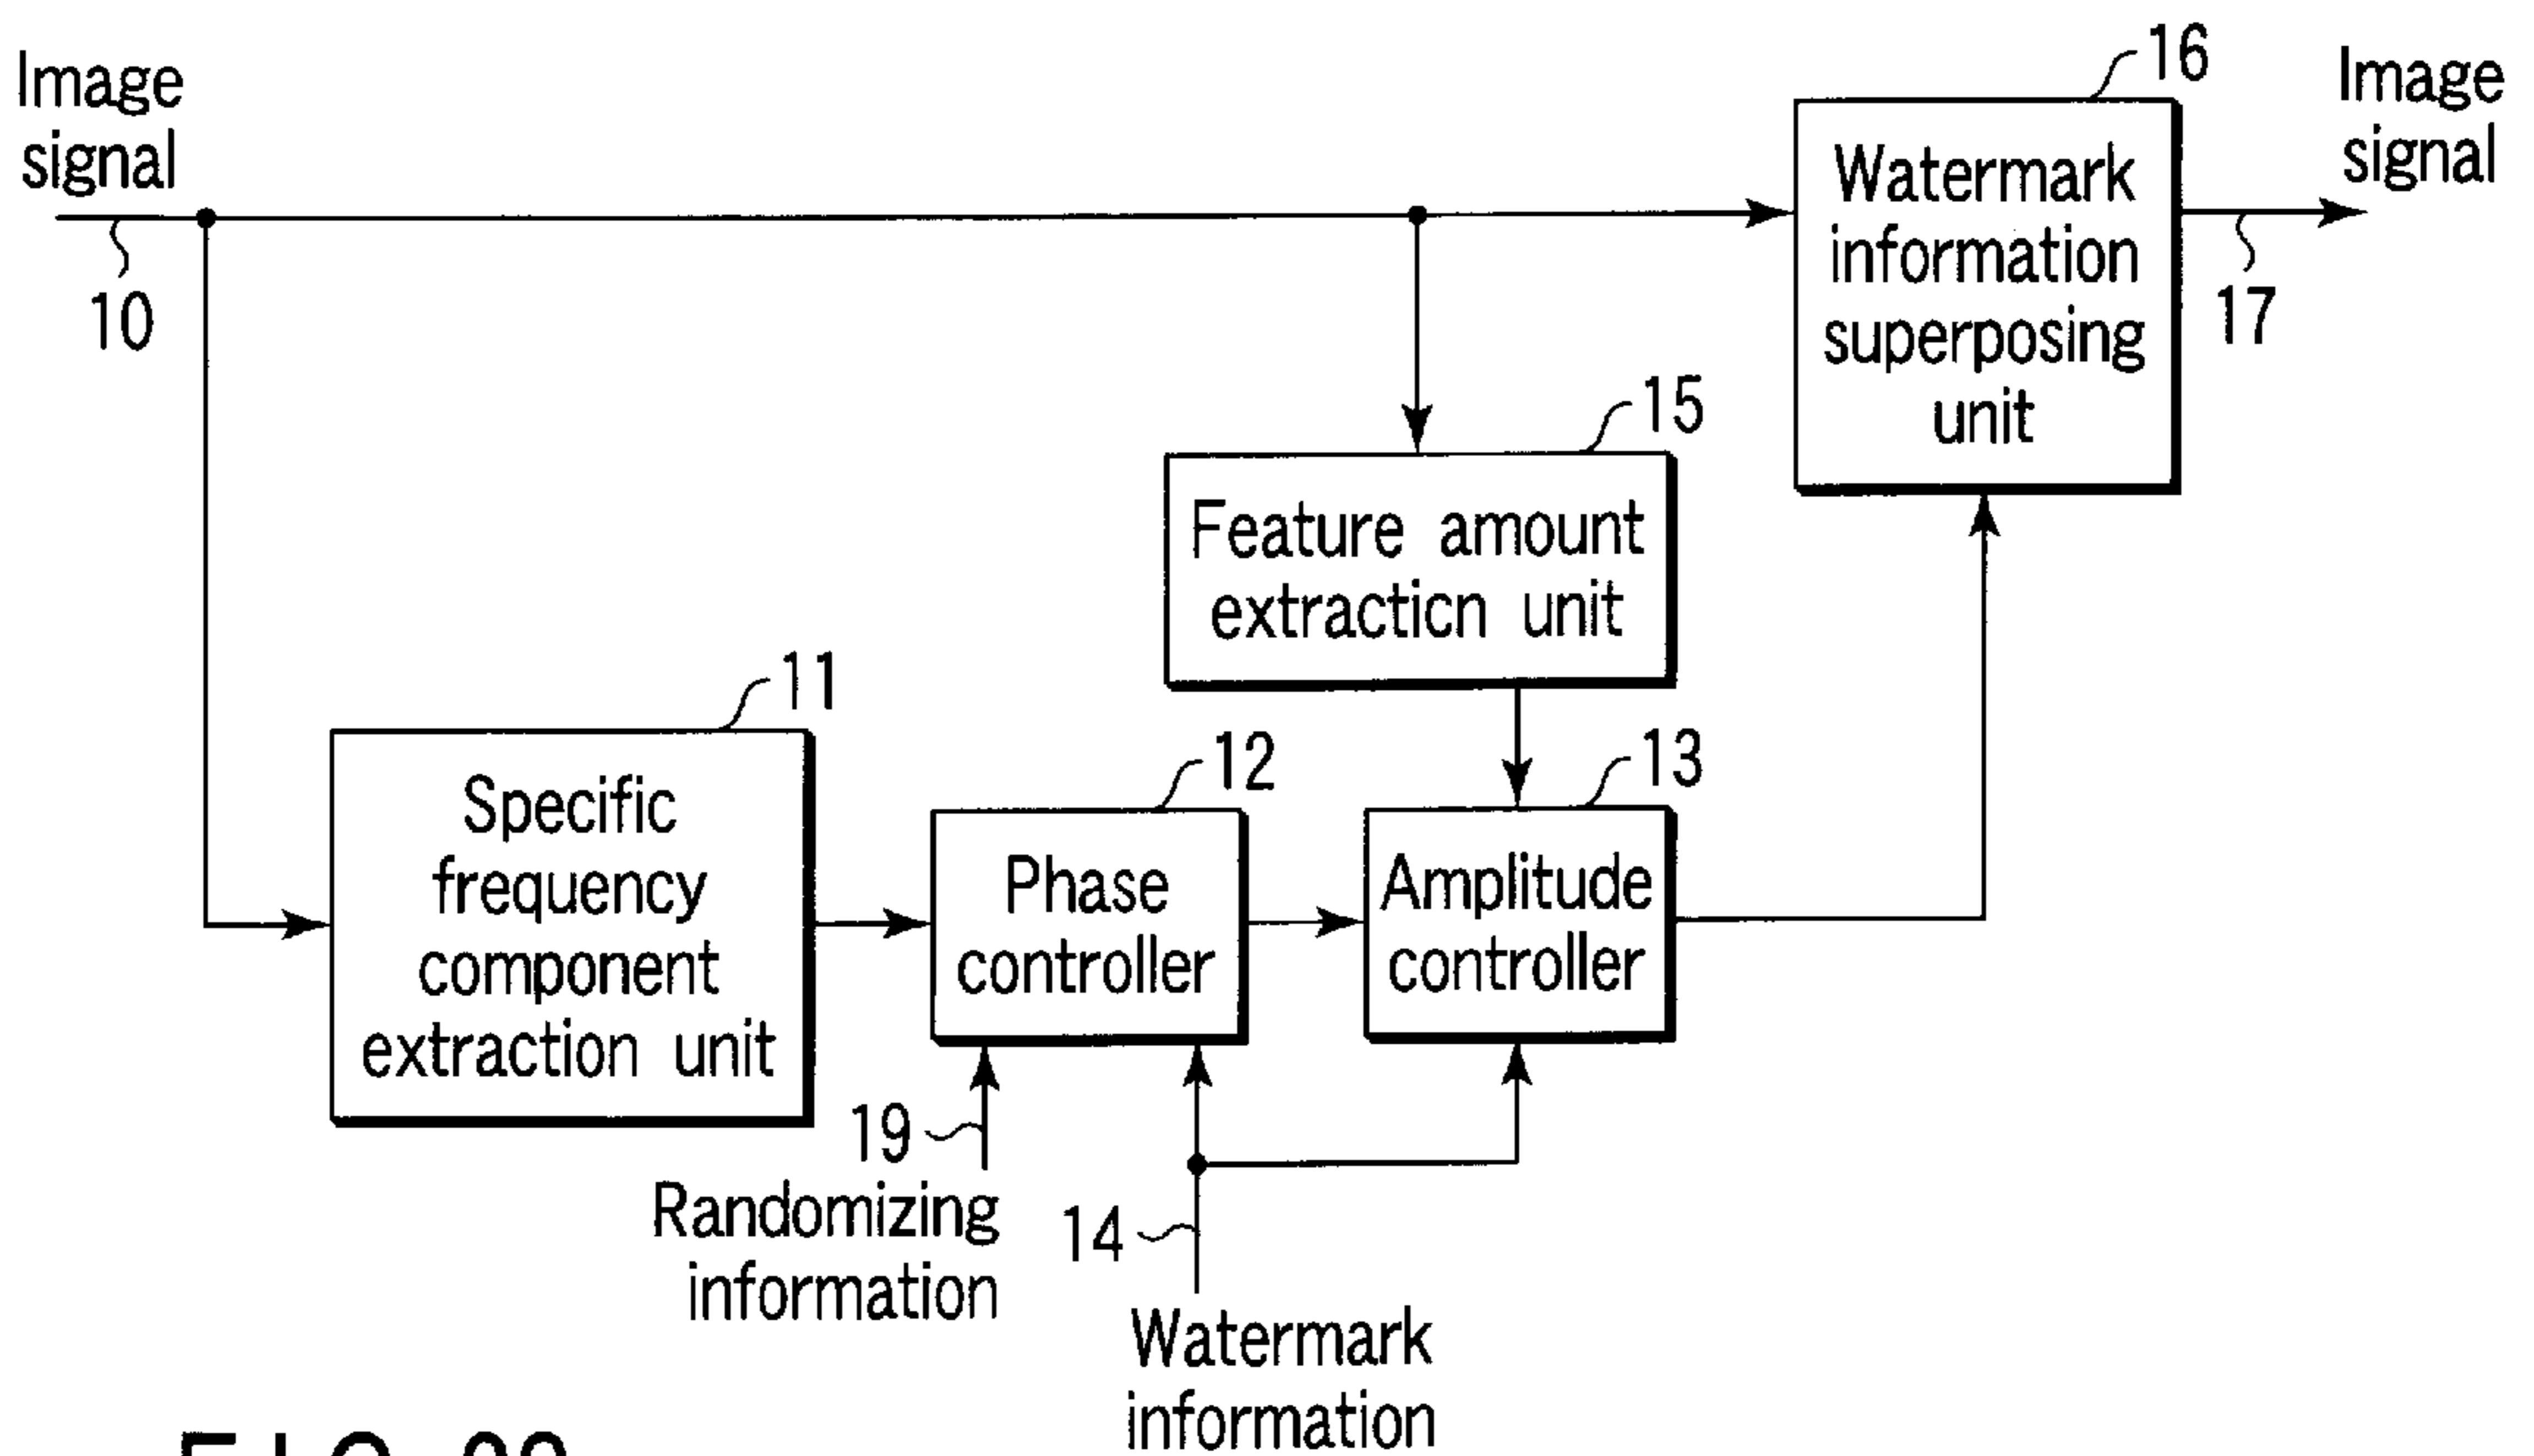 Image
signal
10
16
Image
signal
Watermark
information
superposing
unit
17
15
Feature amount
extracticn unit
11
Specific
frequency
component
extraction unit
12
Phase
controller
13
Amplitude
controller
19
Randomizing
information
14
Watermark
information